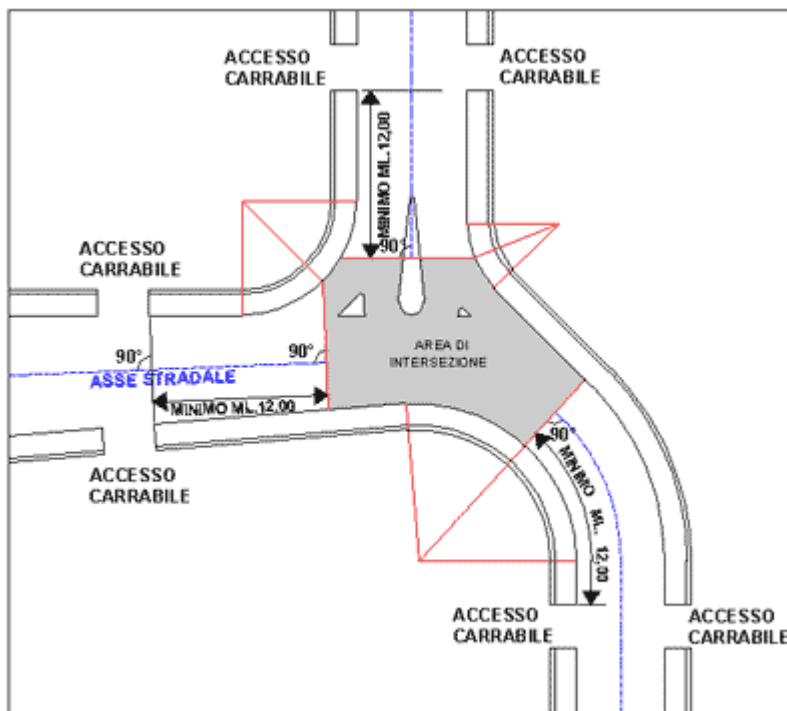 ACCESSO
CARRABILE
ACCESSO
CARRABILE
MINIMO ML.12,00
90°
ACCESSO
CARRABILE
90°
90°
ASSE STRADALE
MINIMO ML.12,00
AREA DI
INTERSEZIONE
90°
MINIMO ML. 12,00
ACCESSO
CARRABILE
ACCESSO
CARRABILE
ACCESSO
CARRABILE